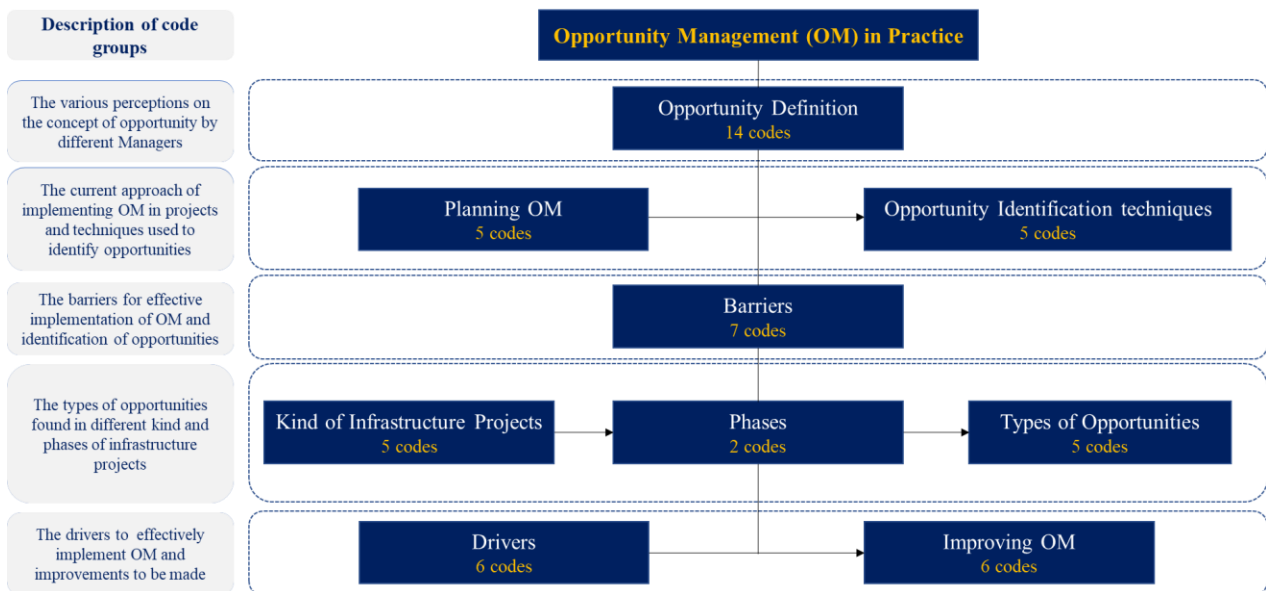 Description of code
groups
Opportunity Management (OM) in Practice
The various perceptions on
the concept of opportunity by
different Managers
Opportunity Definition
14 codes
The current approach of
implementing OM in projects
and techniques used to
identify opportunities
Planning OM
5 codes
Opportunity Identification techniques
5 codes
The barriers for effective
implementation of OM and
identification of opportunities
Barriers
7 codes
The types of opportunities
found in different kind and
phases of infrastructure
projects
Kind of Infrastructure Projects
5 codes
Phases
2 codes
Types of Opportunities
5 codes
The drivers to effectively
implement OM and
improvements to be made
Drivers
6 codes
Improving OM
6 codes